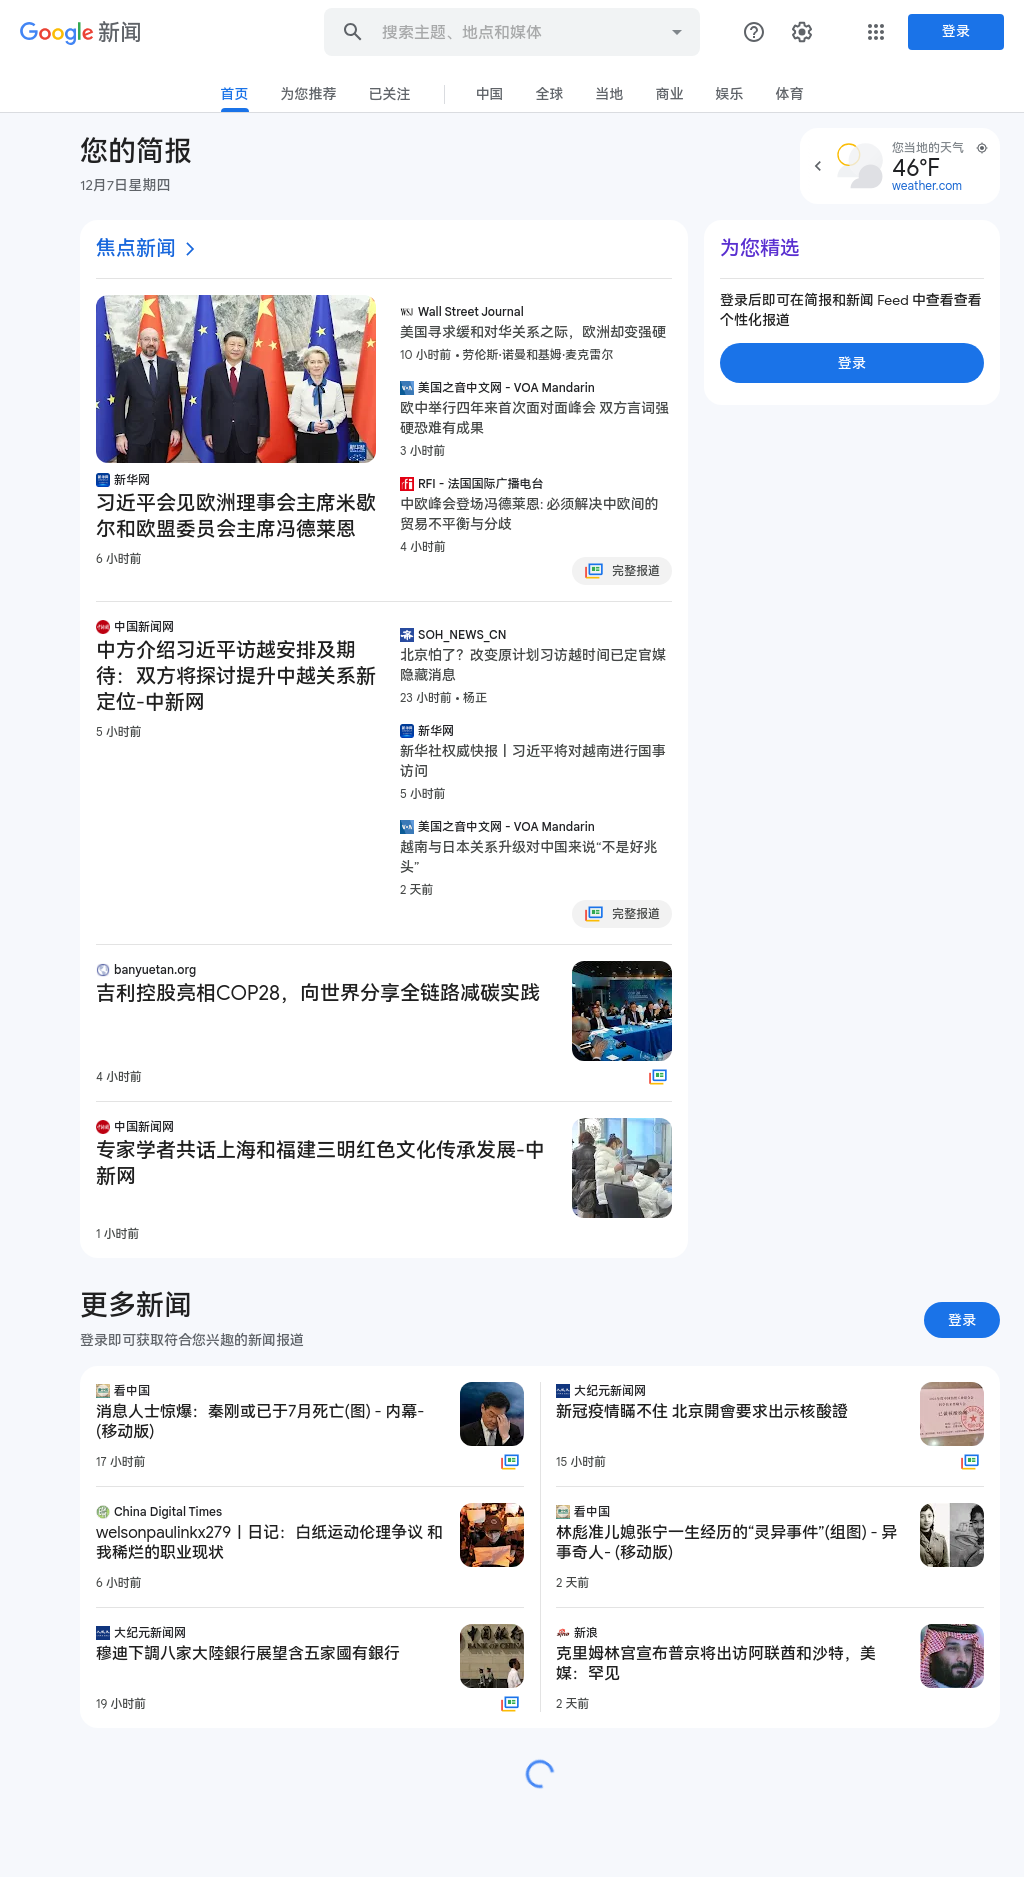 Google 新闻
搜索主题、地点和媒体
登录
首页
为您推荐
已关注
中国
全球
当地
商业
娱乐
体育
您的简报
12月7日星期四
您当地的天气
46°F
weather.com
焦点新闻
新华网
习近平会见欧洲理事会主席米歇
尔和欧盟委员会主席冯德莱恩
6 小时前
WSJ Wall Street Journal
美国寻求缓和对华关系之际，欧洲却变强硬
10 小时前 • 劳伦斯·诺曼和基姆·麦克雷尔
VOA 美国之音中文网 - VOA Mandarin
欧中举行四年来首次面对面峰会 双方言词强
硬恐难有成果
3 小时前
rfi RFI - 法国国际广播电台
中欧峰会登场冯德莱恩: 必须解决中欧间的
贸易不平衡与分歧
4 小时前
完整报道
中国新闻网
中方介绍习近平访越安排及期
待：双方将探讨提升中越关系新
定位-中新网
5 小时前
SOH_NEWS_CN
北京怕了？改变原计划习访越时间已定官媒
隐藏消息
23 小时前 • 杨正
新华网
新华社权威快报丨习近平将对越南进行国事
访问
5 小时前
VOA 美国之音中文网 - VOA Mandarin
越南与日本关系升级对中国来说“不是好兆
头”
2 天前
完整报道
banyuetan.org
吉利控股亮相COP28，向世界分享全链路减碳实践
4 小时前
中国新闻网
专家学者共话上海和福建三明红色文化传承发展-中
新网
1 小时前
为您精选
登录后即可在简报和新闻 Feed 中查看查看
个性化报道
登录
更多新闻
登录即可获取符合您兴趣的新闻报道
登录
看中国
消息人士惊爆：秦刚或已于7月死亡(图) - 内幕-
(移动版)
17 小时前
China Digital Times
welsonpaulinkx279丨日记：白纸运动伦理争议 和
我稀烂的职业现状
6 小时前
大纪元新闻网
穆迪下調八家大陸銀行展望含五家國有銀行
中国银行
BANK OF CHINA
19 小时前
大纪元新闻网
新冠疫情瞞不住 北京開會要求出示核酸證
15 小时前
看中国
林彪准儿媳张宁一生经历的“灵异事件”(组图) - 异
事奇人- (移动版)
2 天前
新浪
克里姆林宫宣布普京将出访阿联酋和沙特，美
媒：罕见
2 天前